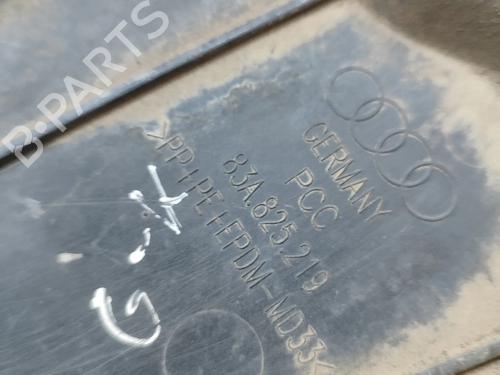 B-PARTS
GERMANY
PCC
83A.825.219
>PP+PE+EPDM-MD33<